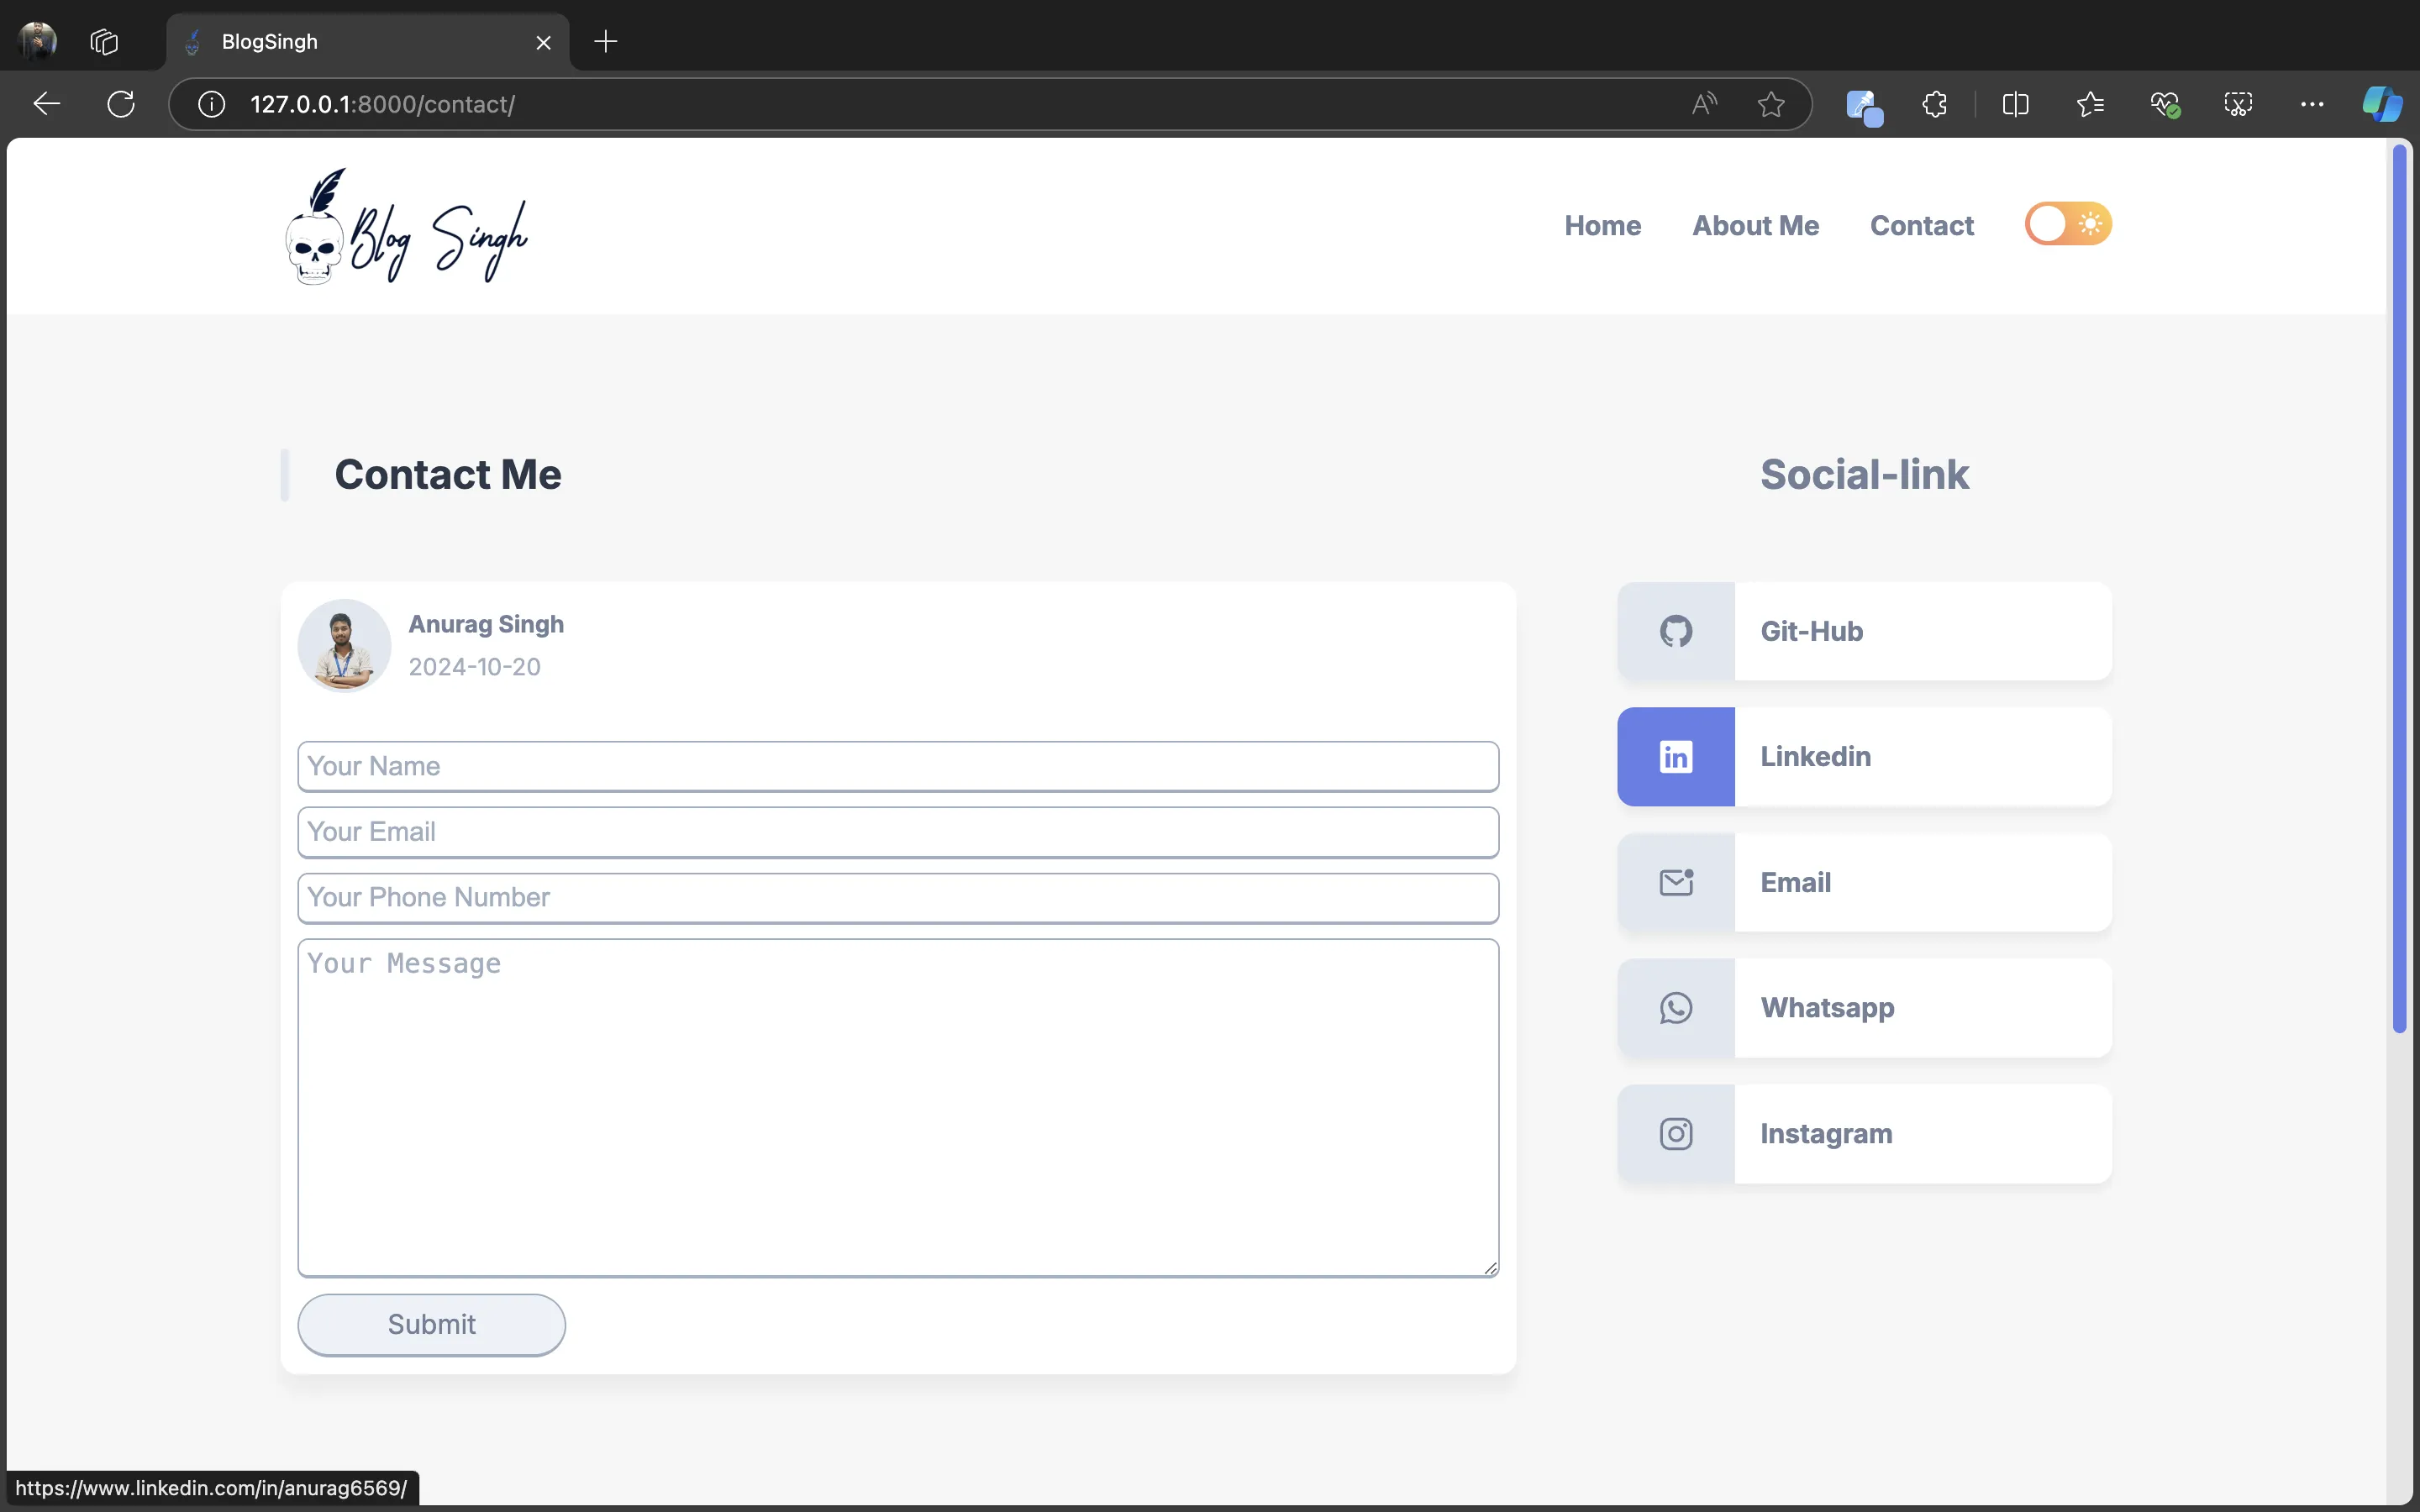 BlogSingh
127.0.0.1:8000/contact/
Blog Singh
Home
About Me
Contact
Contact Me
Social-link
Anurag Singh
2024-10-20
Your Name
Your Email
Your Phone Number
Your Message
Submit
Git-Hub
Linkedin
Email
Whatsapp
Instagram
https://www.linkedin.com/in/anurag6569/